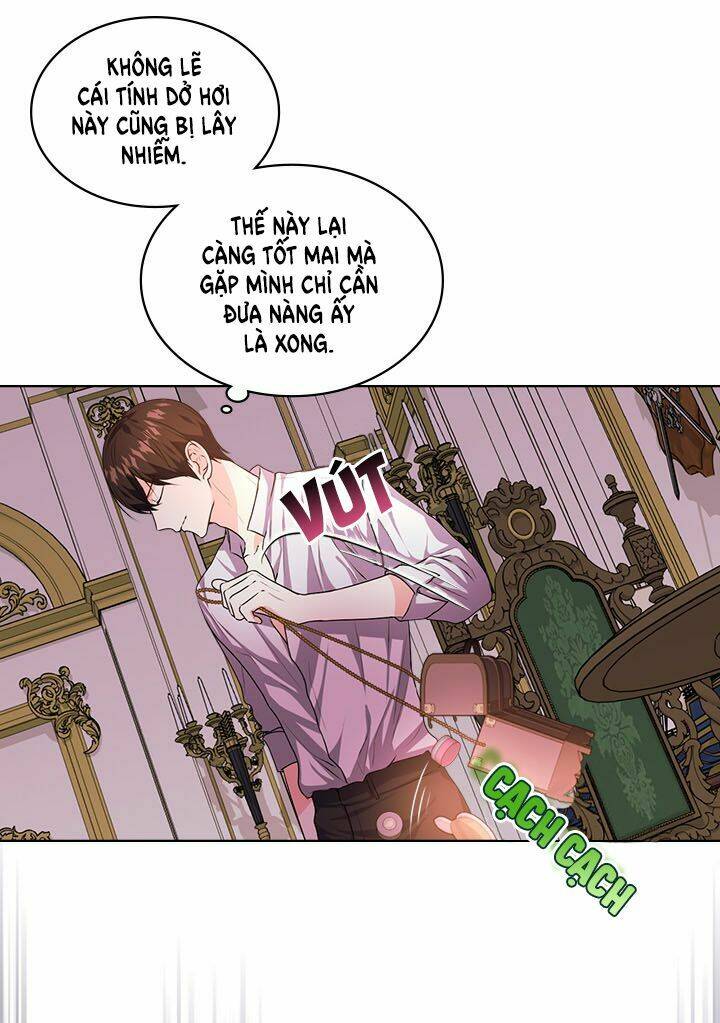 KHÔNG LẼ
CÁI TÍNH DỞ HƠI
NÀY CŨNG BỊ LÂY
NHIỄM.
THẾ NÀY LẠI
CÀNG TỐT MAI MÀ
GẶP MÌNH CHỈ CẦN
ĐƯA NÀNG ẤY
LÀ XONG.
VÚT
CẠCH CẠCH